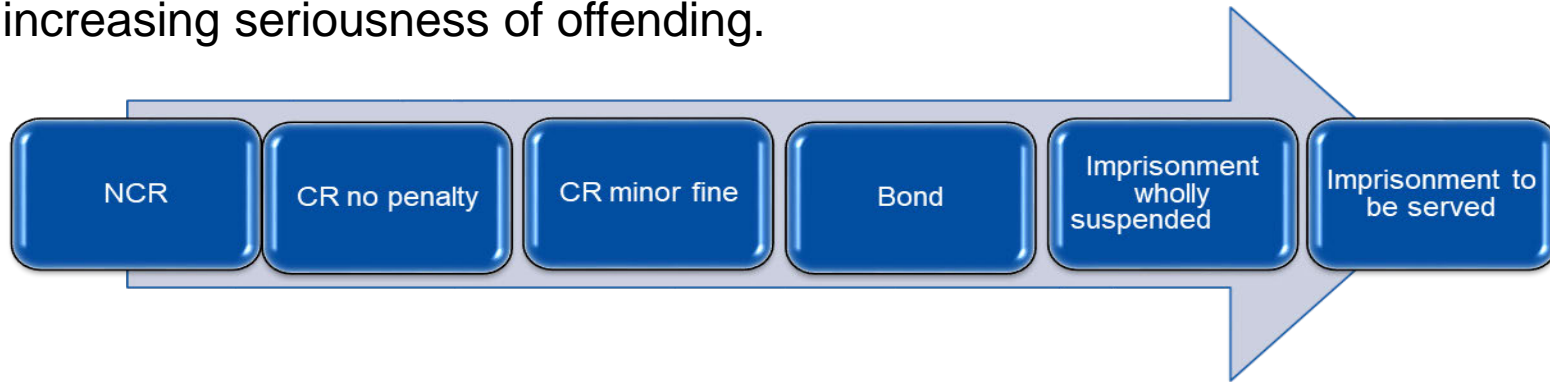 increasing seriousness of offending.
NCR
CR no penalty
CR minor fine
Bond
Imprisonment
wholly
suspended
Imprisonment to
be served